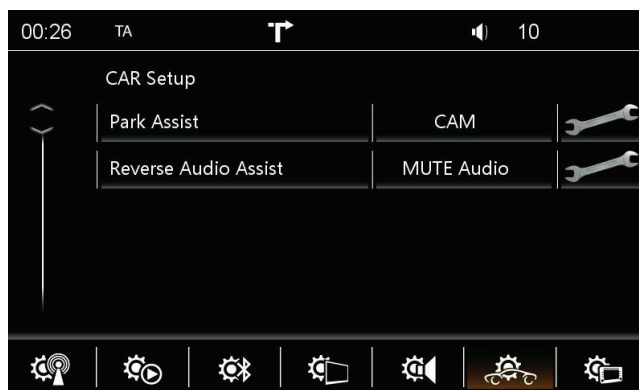 00:26 TA 10
CAR Setup
Park Assist CAM
Reverse Audio Assist MUTE Audio